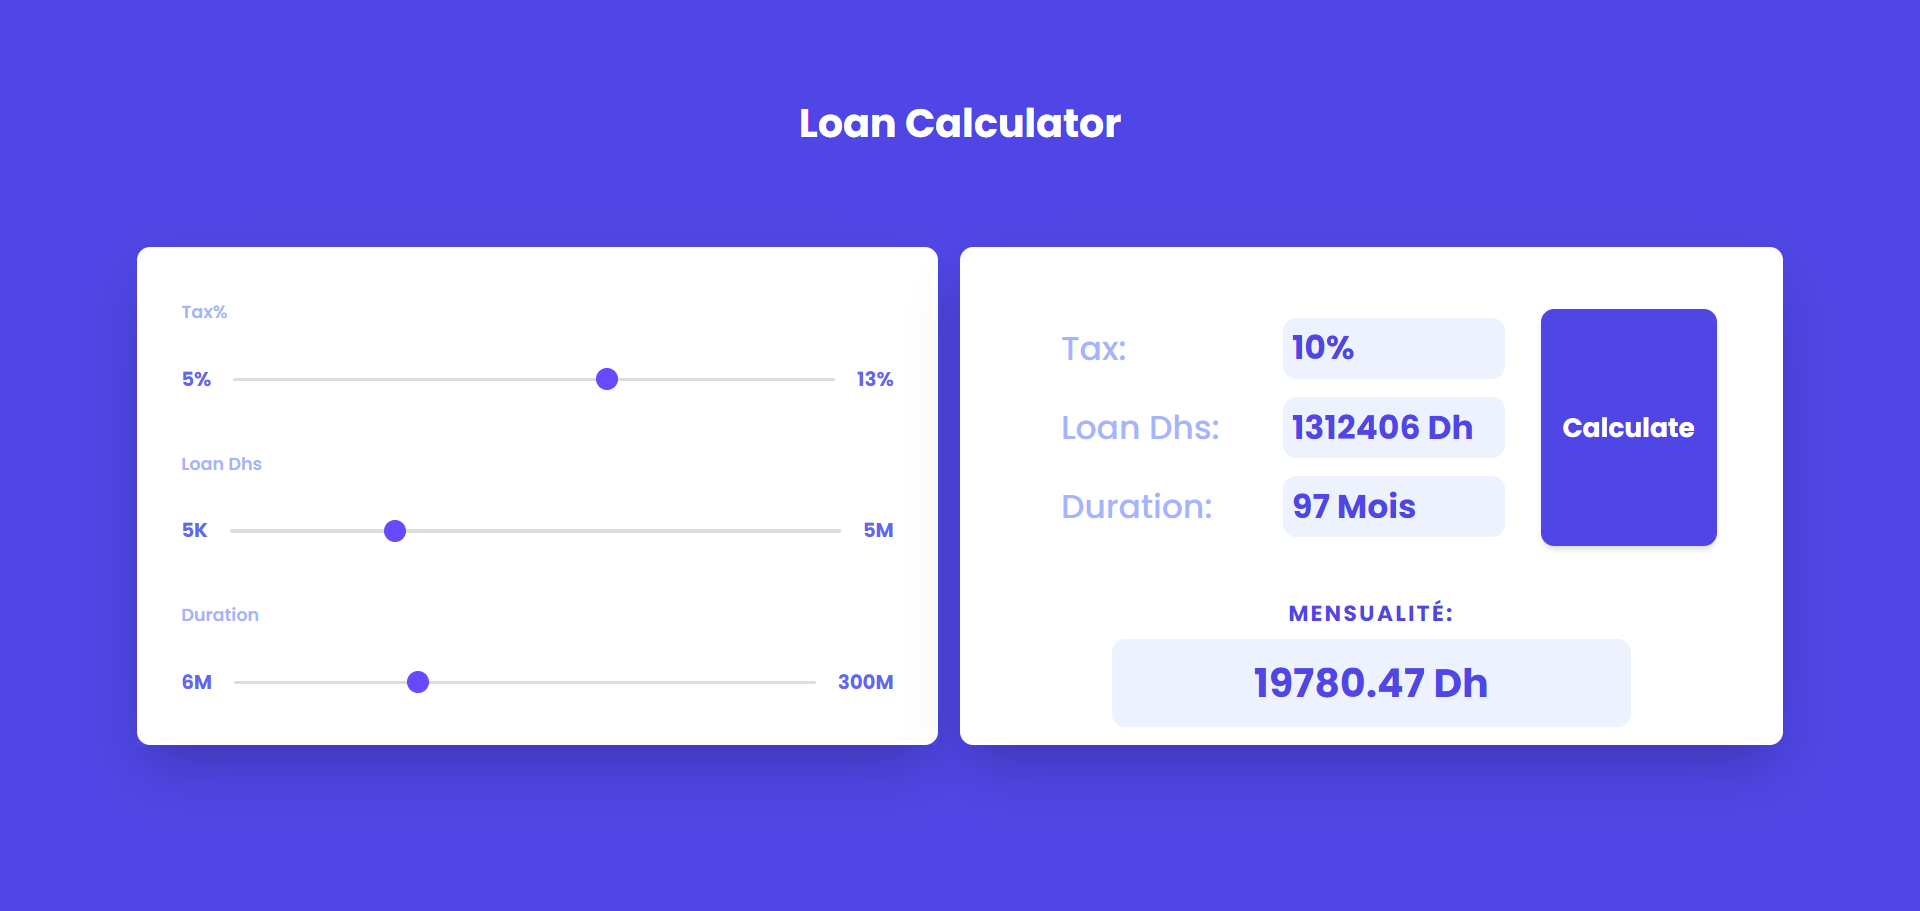 Loan Calculator
Tax%
5% 13%
Loan Dhs
5K 5M
Duration
6M 300M
Tax: 10%
Loan Dhs: 1312406 Dh
Duration: 97 Mois
Calculate
MENSUALITÉ:
19780.47 Dh